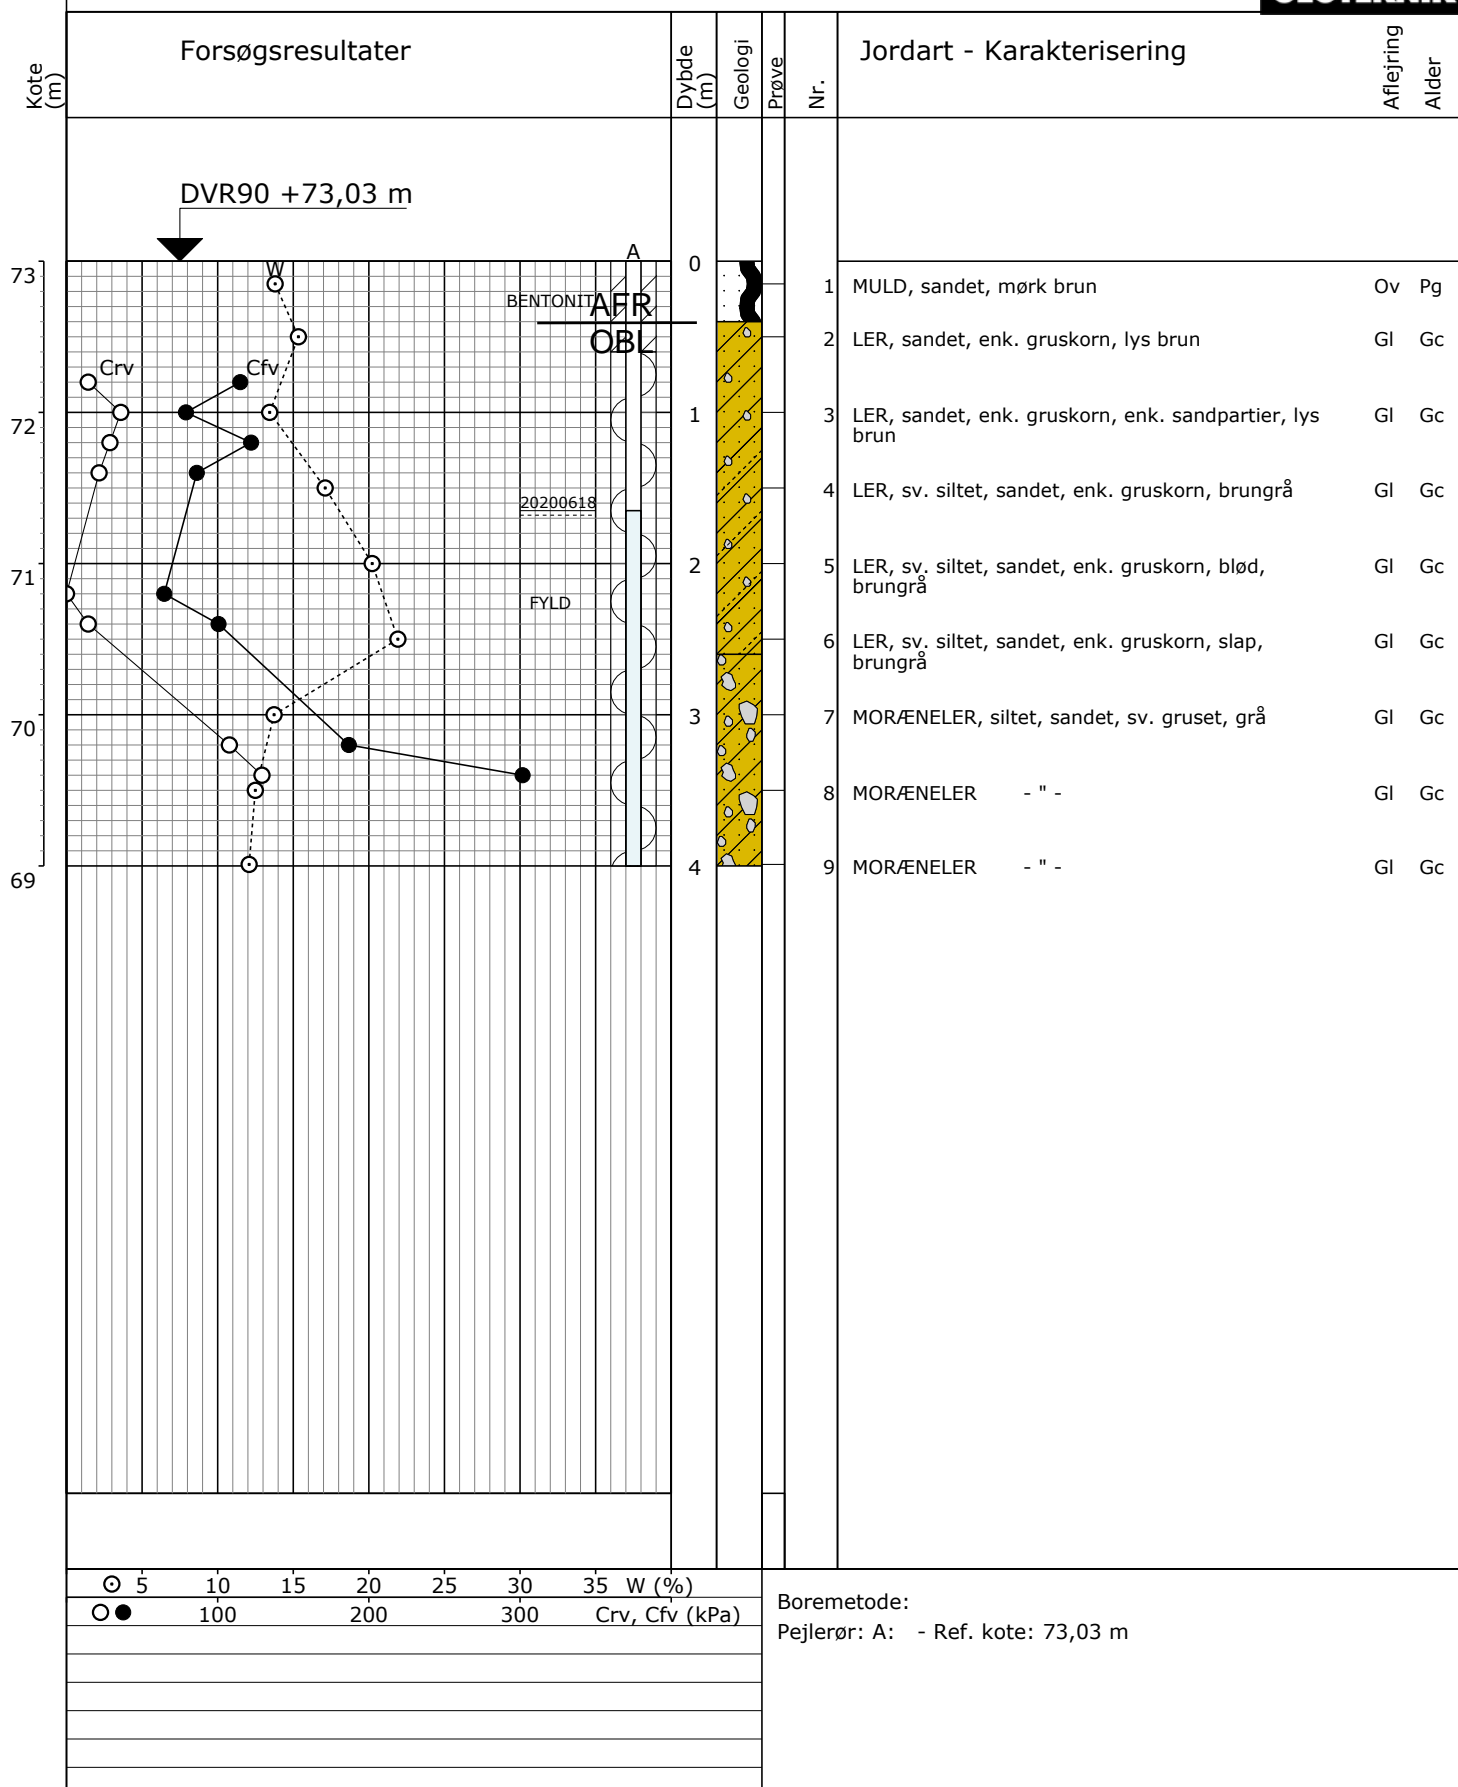 Kote
(m)
Forsøgsresultater
Dybde
(m)
Geologi
Prøve
Nr.
Jordart - Karakterisering
Aflejring
Alder
DVR90 +73,03 m
A
73
W
0
BENTONIT
AFR
1 MULD, sandet, mørk brun Ov Pg
OBL
2 LER, sandet, enk. gruskorn, lys brun Gl Gc
Crv
Cfv
72
1
3 LER, sandet, enk. gruskorn, enk. sandpartier, lys Gl Gc
brun
20200618
4 LER, sv. siltet, sandet, enk. gruskorn, brungrå Gl Gc
71
2
5 LER, sv. siltet, sandet, enk. gruskorn, blød, Gl Gc
brungrå
FYLD
6 LER, sv. siltet, sandet, enk. gruskorn, slap, Gl Gc
brungrå
70
3
7 MORÆNELER, siltet, sandet, sv. gruset, grå Gl Gc
8 MORÆNELER - " - Gl Gc
69
4
9 MORÆNELER - " - Gl Gc
5 10 15 20 25 30 35 W (%)
100 200 300 Crv, Cfv (kPa)
Boremetode:
Pejlerør: A: - Ref. kote: 73,03 m